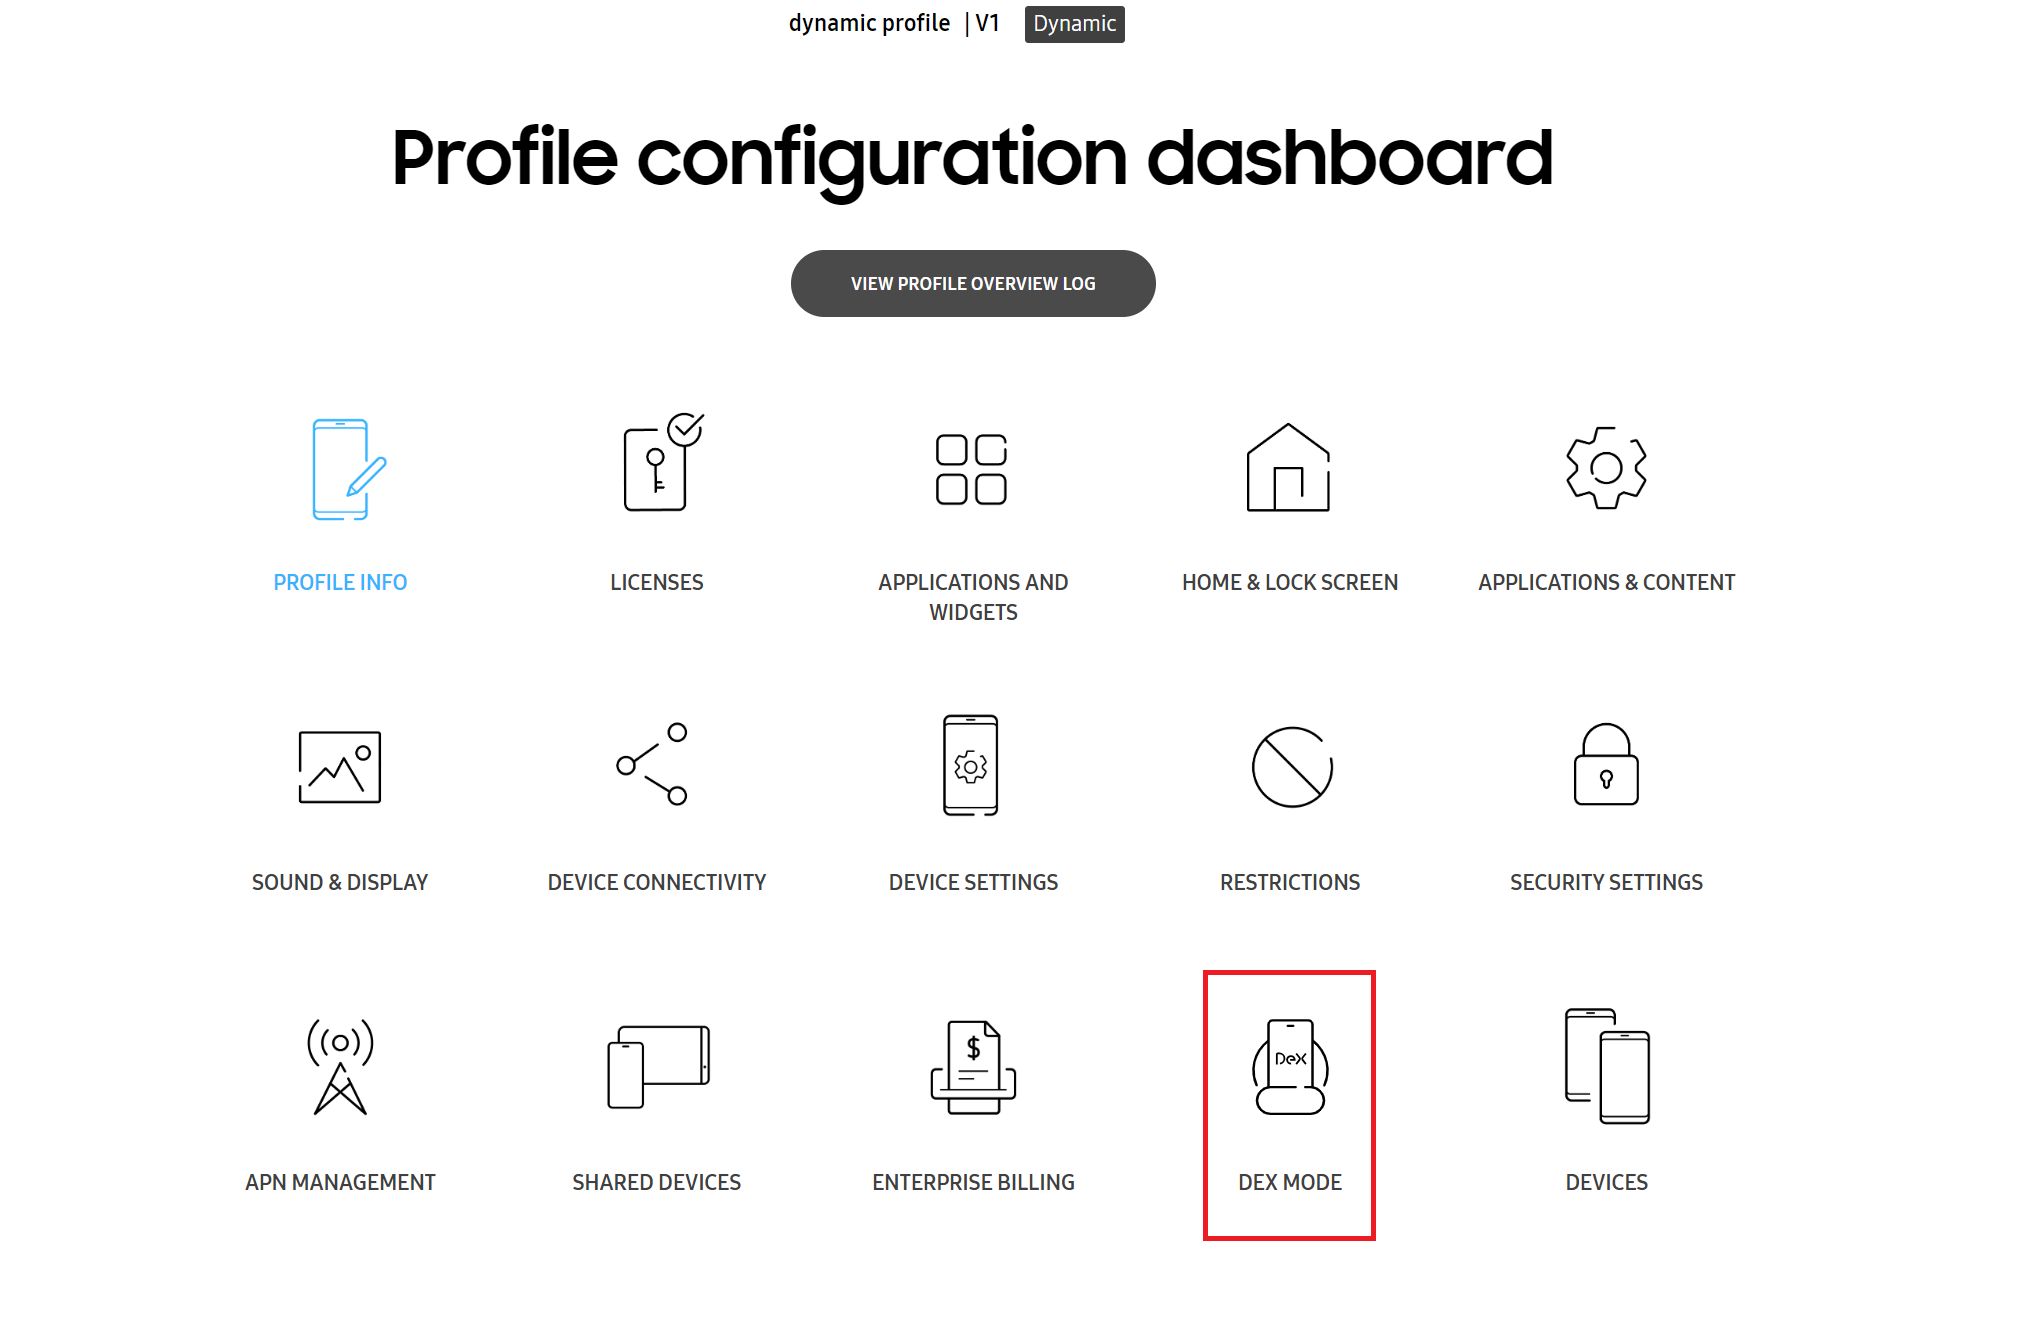 dynamic profile | V1 Dynamic
Profile configuration dashboard
VIEW PROFILE OVERVIEW LOG
PROFILE INFO
LICENSES
APPLICATIONS AND
WIDGETS
HOME & LOCK SCREEN
APPLICATIONS & CONTENT
SOUND & DISPLAY
DEVICE CONNECTIVITY
DEVICE SETTINGS
RESTRICTIONS
SECURITY SETTINGS
$
DeX
APN MANAGEMENT
SHARED DEVICES
ENTERPRISE BILLING
DEX MODE
DEVICES